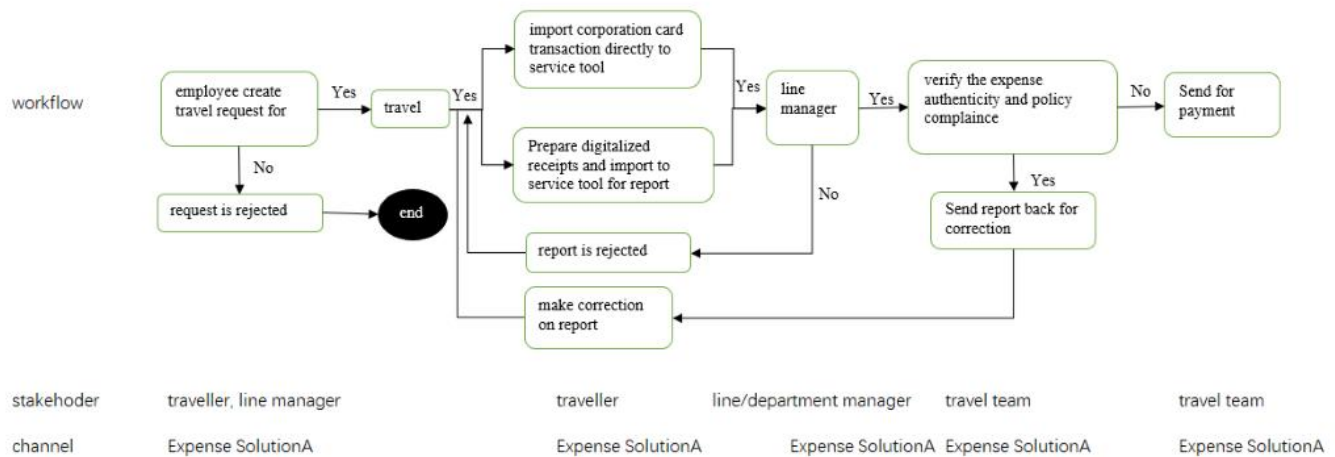 import corporation card
transaction directly to
service tool
workflow
employee create
travel request for
Yes
travel
Yes
Yes
line
manager
Yes
verify the expense
authenticity and policy
complaince
No
Send for
payment
Prepare digitalized
receipts and import to
service tool for report
No
request is rejected
end
No
Yes
Send report back for
correction
report is rejected
make correction
on report
stakehoder
traveller, line manager
traveller
line/department manager
travel team
travel team
channel
Expense SolutionA
Expense SolutionA
Expense SolutionA
Expense SolutionA
Expense SolutionA